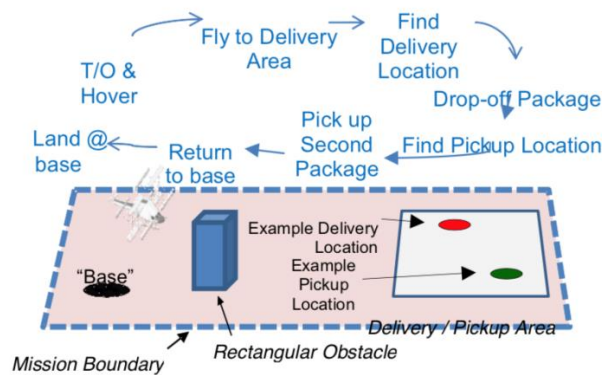 T/O &
Hover
Fly to Delivery
Area
Find
Delivery
Location
Drop-off Package
Find Pickup Location
Pick up
Second
Package
Return
to base
Land @
base
Example Delivery
Location
Example
Pickup
Location
“Base”
Delivery / Pickup Area
Rectangular Obstacle
Mission Boundary